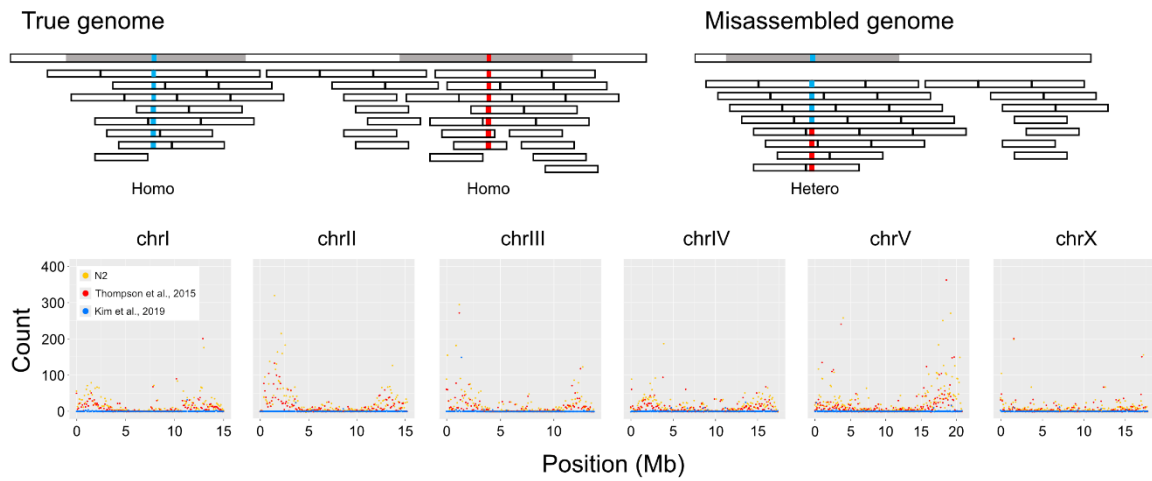 True genome
Misassembled genome
Homo
Homo
Hetero
chrI
chrII
chrIII
chrIV
chrV
chrX
Count
400
300
200
100
0
N2
Thompson et al., 2015
Kim et al., 2019
0 5 10 15
0 5 10 15
0 5 10
0 5 10 15
0 5 10 15 20
0 5 10 15
Position (Mb)